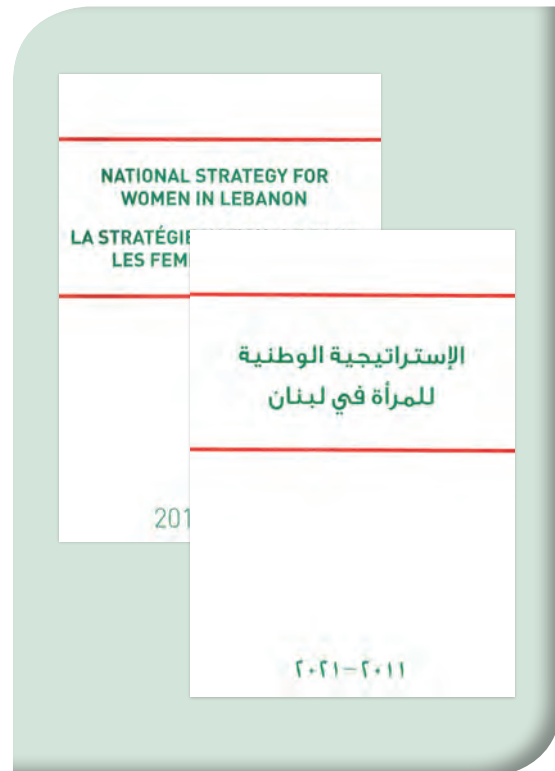 NATIONAL STRATEGY FOR
WOMEN IN LEBANON
LA STRATÉGIE
LES FEM
201
الإستراتيجية الوطنية
للمرأة في لبنان
٢٠١١–٢٠٢١